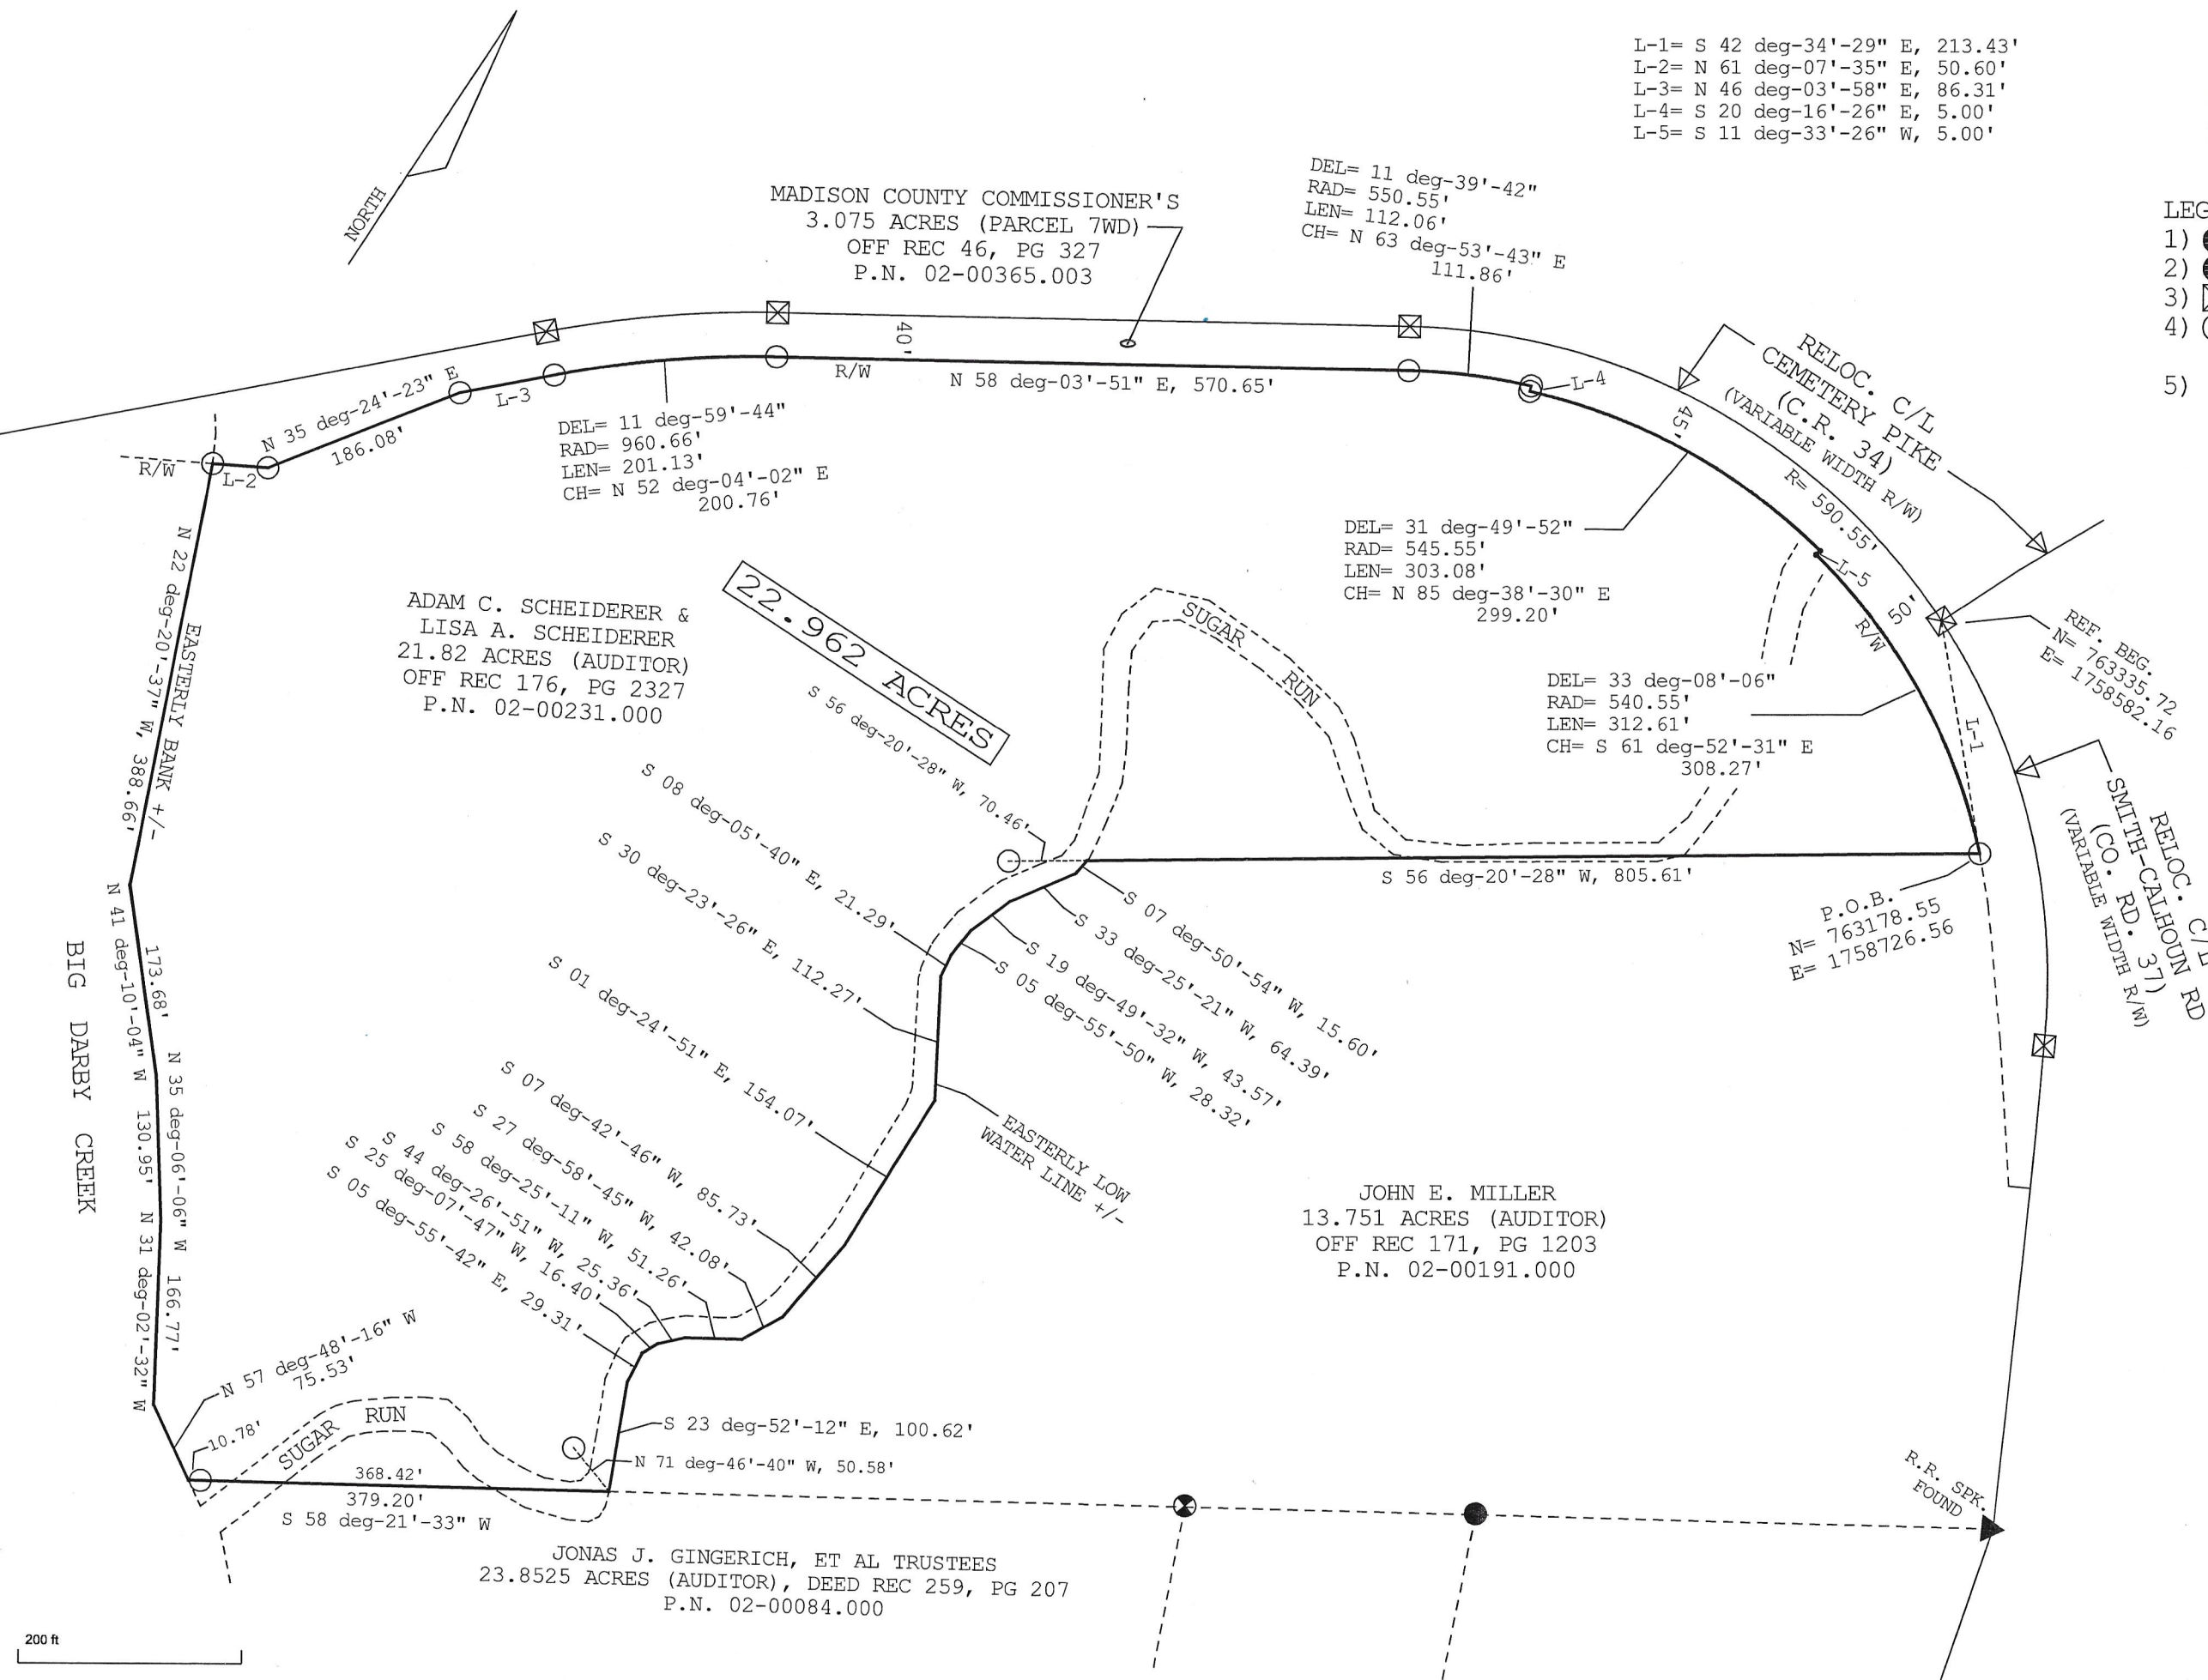 L-1= S 42 deg-34'-29" E, 213.43'
L-2= N 61 deg-07'-35" E, 50.60'
L-3= N 46 deg-03'-58" E, 86.31'
L-4= S 20 deg-16'-26" E, 5.00'
L-5= S 11 deg-33'-26" W, 5.00'
LEG
1)
2)
3)
4)
5)
NORTH
MADISON COUNTY COMMISSIONER'S
3.075 ACRES (PARCEL 7WD)
OFF REC 46, PG 327
P.N. 02-00365.003
DEL= 11 deg-39'-42"
RAD= 550.55'
LEN= 112.06'
CH= N 63 deg-53'-43" E
111.86'
RELOC. C/L
CEMETERY PIKE
(C.R. 34)
(VARIABLE WIDTH R/W)
R= 590.55'
40'
R/W
N 58 deg-03'-51" E, 570.65'
L-4
45'
N 35 deg-24'-23" E
186.08'
L-3
R/W
L-2
DEL= 11 deg-59'-44"
RAD= 960.66'
LEN= 201.13'
CH= N 52 deg-04'-02" E
200.76'
DEL= 31 deg-49'-52"
RAD= 545.55'
LEN= 303.08'
CH= N 85 deg-38'-30" E
299.20'
L-5
50'
R/W
REF. BEG.
N= 763335.72
E= 1758582.16
N 22 deg-20'-37" W, 388.66'
EASTERLY BANK +/-
ADAM C. SCHEIDERER &
LISA A. SCHEIDERER
21.82 ACRES (AUDITOR)
OFF REC 176, PG 2327
P.N. 02-00231.000
22.962 ACRES
SUGAR
RUN
DEL= 33 deg-08'-06"
RAD= 540.55'
LEN= 312.61'
CH= S 61 deg-52'-31" E
308.27'
L-1
RELOC. C/L
SMITH-CALHOUN RD
(CO. RD. 37)
(VARIABLE WIDTH R/W)
S 56 deg-20'-28" W, 70.46'
S 08 deg-05'-40" E, 21.29'
S 30 deg-23'-26" E, 112.27'
S 01 deg-24'-51" E, 154.07'
S 07 deg-42'-46" W, 85.73'
S 27 deg-58'-45" W, 42.08'
S 58 deg-25'-11" W, 51.26'
S 44 deg-26'-51" W, 25.36'
S 25 deg-07'-47" W, 16.40'
S 05 deg-55'-42" E, 29.31'
S 56 deg-20'-28" W, 805.61'
P.O.B.
N= 763178.55
E= 1758726.56
S 07 deg-50'-54" W, 15.60'
S 33 deg-25'-21" W, 64.39'
S 19 deg-49'-32" W, 43.57'
S 05 deg-55'-50" W, 28.32'
EASTERLY LOW
WATER LINE +/-
BIG DARBY CREEK
N 41 deg-10'-04" W
173.68'
N 35 deg-06'-06" W
130.95'
N 31 deg-02'-32" W
166.77'
JOHN E. MILLER
13.751 ACRES (AUDITOR)
OFF REC 171, PG 1203
P.N. 02-00191.000
N 57 deg-48'-16" W
75.53'
10.78'
SUGAR
RUN
S 23 deg-52'-12" E, 100.62'
N 71 deg-46'-40" W, 50.58'
368.42'
379.20'
S 58 deg-21'-33" W
R.R. SPK.
FOUND
JONAS J. GINGERICH, ET AL TRUSTEES
23.8525 ACRES (AUDITOR), DEED REC 259, PG 207
P.N. 02-00084.000
200 ft